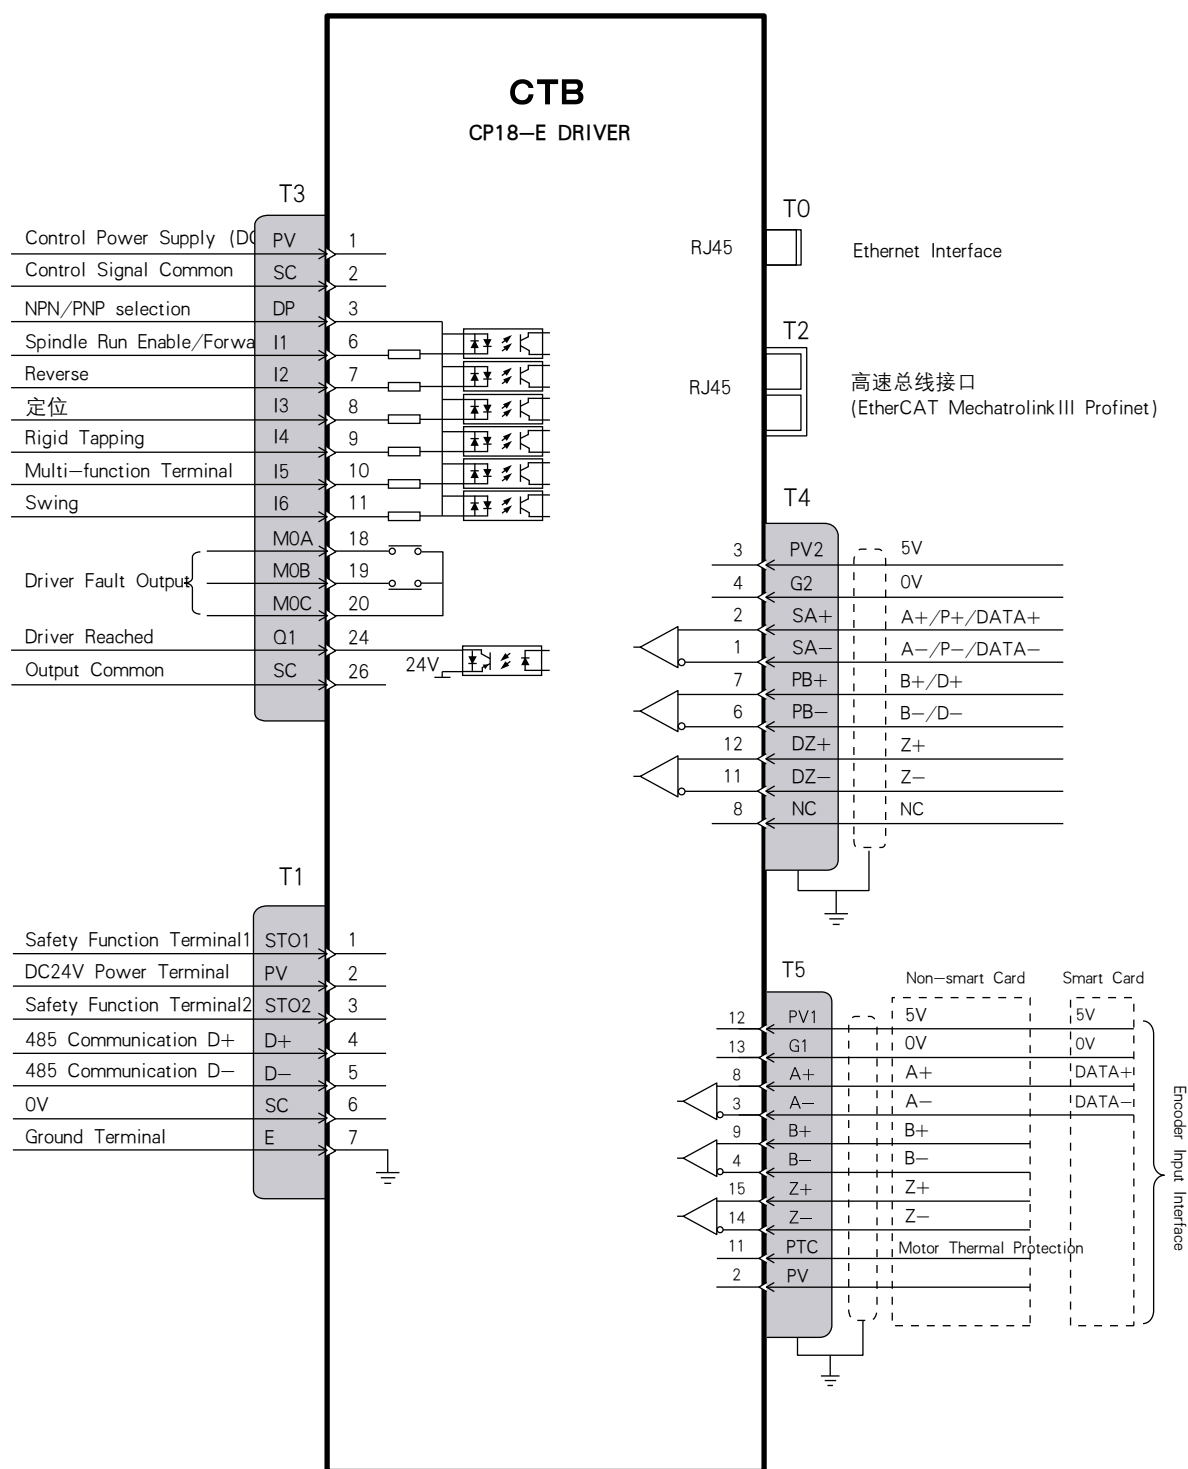 CTB
CP18-E DRIVER
T3
Control Power Supply (DC PV 1
Control Signal Common SC 2
NPN/PNP selection DP 3
Spindle Run Enable/Forwa I1 6
Reverse I2 7
定位 I3 8
Rigid Tapping I4 9
Multi-function Terminal I5 10
Swing I6 11
M0A 18
Driver Fault Output M0B 19
M0C 20
Driver Reached Q1 24
24V
Output Common SC 26
T1
Safety Function Terminal1 STO1 1
DC24V Power Terminal PV 2
Safety Function Terminal2 STO2 3
485 Communication D+ D+ 4
485 Communication D- D- 5
0V SC 6
Ground Terminal E 7
T0
RJ45 Ethernet Interface
T2
RJ45 高速总线接口
(EtherCAT MechatrolinkIII Profinet)
T4
3 PV2 5V
4 G2 0V
2 SA+ A+/P+/DATA+
1 SA- A-/P-/DATA-
7 PB+ B+/D+
6 PB- B-/D-
12 DZ+ Z+
11 DZ- Z-
8 NC NC
T5
Non-smart Card Smart Card
12 PV1 5V 5V
13 G1 0V 0V
8 A+ A+ DATA+
3 A- A- DATA-
9 B+ B+
4 B- B-
15 Z+ Z+
14 Z- Z-
11 PTC Motor Thermal Protection
2 PV
Encoder Input Interface